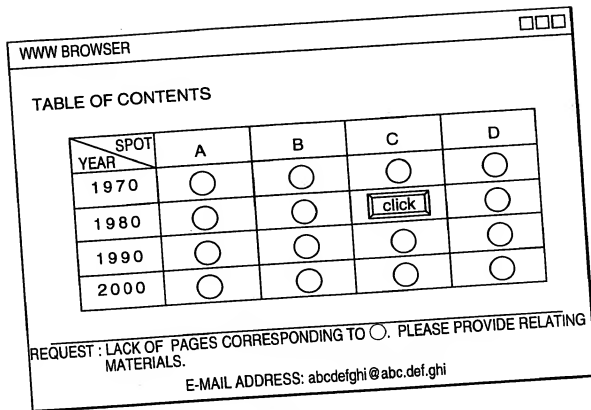 WWW BROWSER
TABLE OF CONTENTS
SPOT
YEAR
A B C D
1970
1980 click
1990
2000
REQUEST : LACK OF PAGES CORRESPONDING TO ○. PLEASE PROVIDE RELATING
MATERIALS.
E-MAIL ADDRESS: abcdefghi@abc.def.ghi